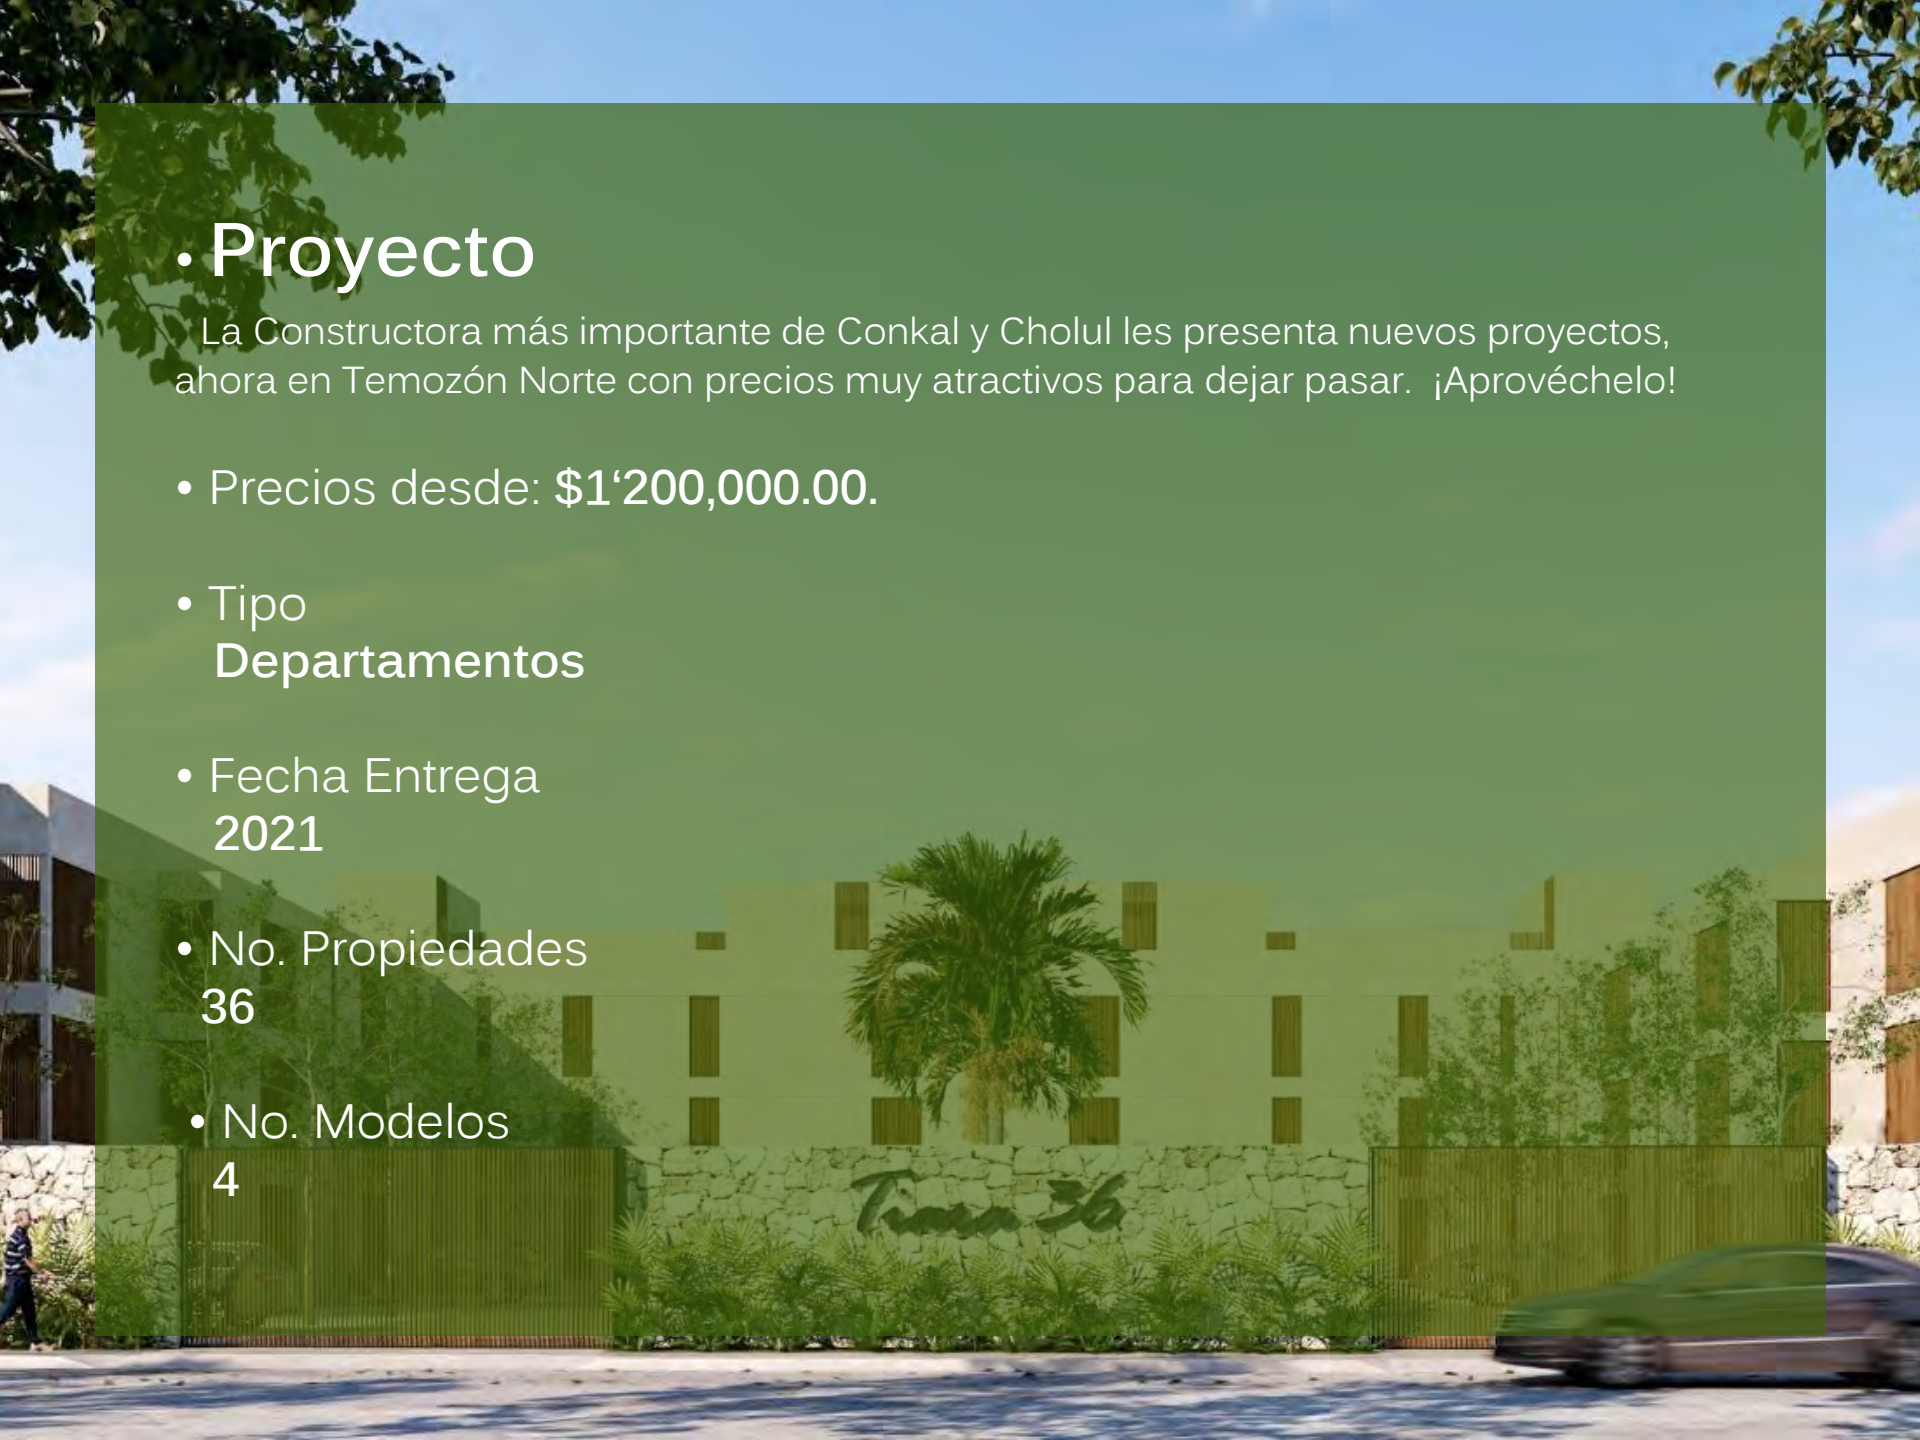 • Proyecto
La Constructora más importante de Conkal y Cholul les presenta nuevos proyectos,
ahora en Temozón Norte con precios muy atractivos para dejar pasar. ¡Aprovéchelo!
• Precios desde: $1‘200,000.00.
• Tipo
Departamentos
• Fecha Entrega
2021
• No. Propiedades
36
• No. Modelos
4
36